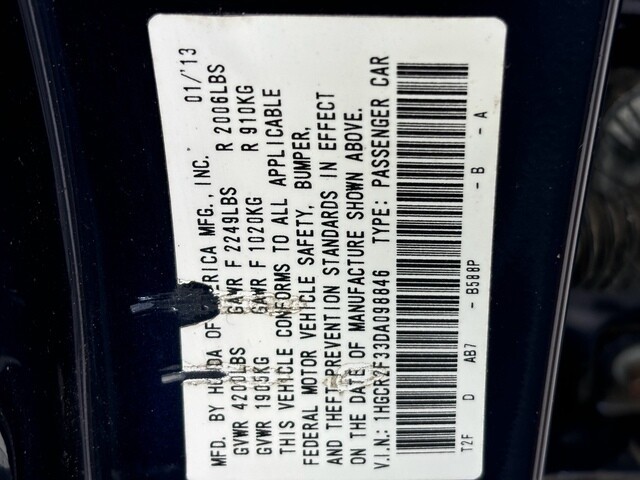 MFD. BY HONDA OF AMERICA MFG., INC. 01/'13
GVWR 4200LBS GAWR F 2249LBS R 2006LBS
GVWR 1905KG GAWR F 1020KG R 910KG
THIS VEHICLE CONFORMS TO ALL APPLICABLE
FEDERAL MOTOR VEHICLE SAFETY, BUMPER,
AND THEFT PREVENTION STANDARDS IN EFFECT
ON THE DATE OF MANUFACTURE SHOWN ABOVE.
V.I.N.: 1HGCR2F33DA098846 TYPE: PASSENGER CAR
T2F D AB7 - B588P - B - A